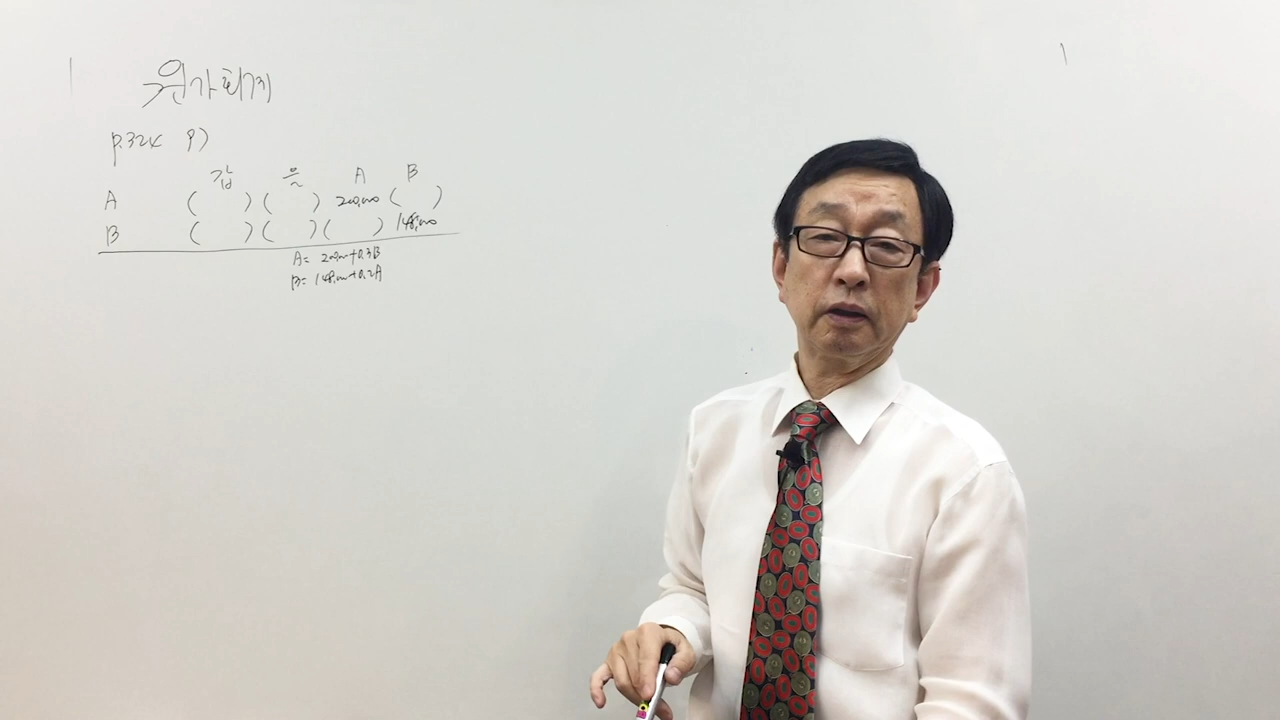 원가회계
p.324 9)
갑 을 A B
A ( ) ( ) 200,000 ( )
B ( ) ( ) ( ) 148,000
A= 200,000+0.3B
B= 148,000+0.2A